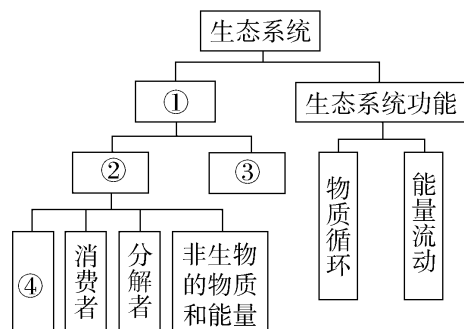 生态系统
①
生态系统功能
②
③
物质循环
能量流动
④
消费者
分解者
非生物
的物质
和能量